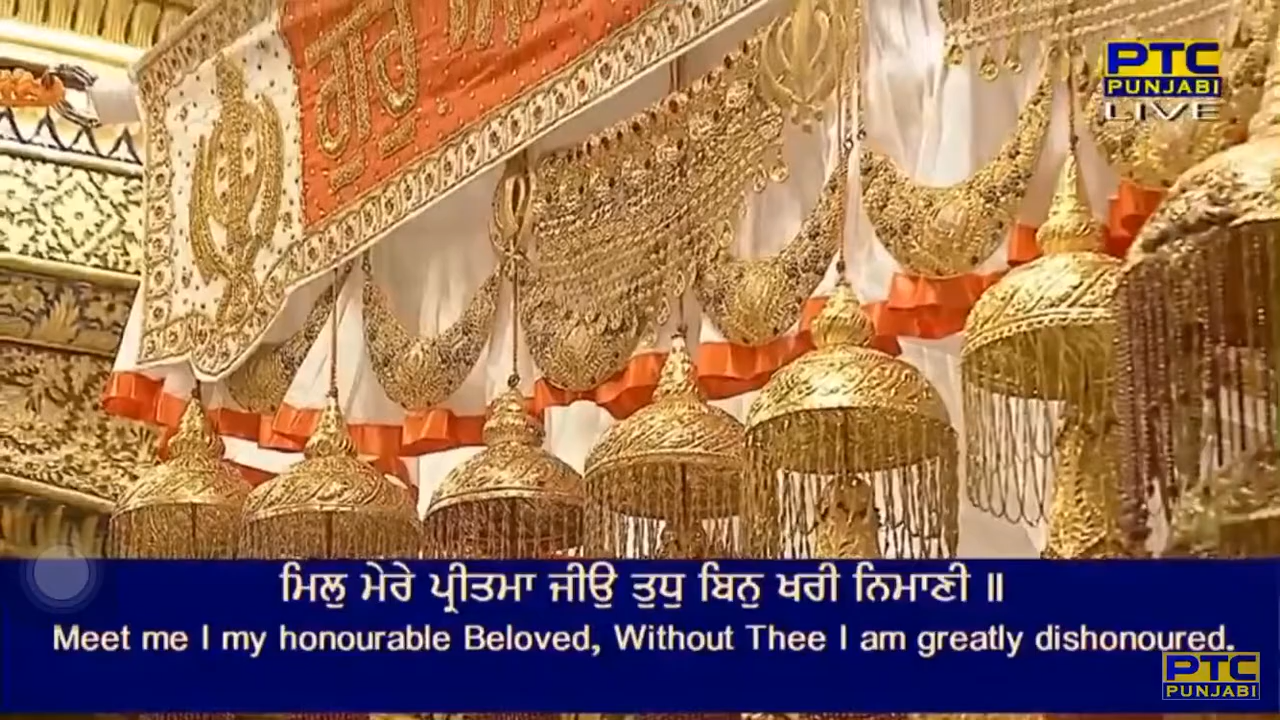 ਗੁਰੂ
PTC
PUNJABI
LIVE
ਮਿਲੁ ਮੇਰੇ ਪ੍ਰੀਤਮਾ ਜੀਉ ਤੁਧੁ ਬਿਨੁ ਖਰੀ ਨਿਮਾਣੀ ॥
Meet me I my honourable Beloved, Without Thee I am greatly dishonoured.
PTC
PUNJABI